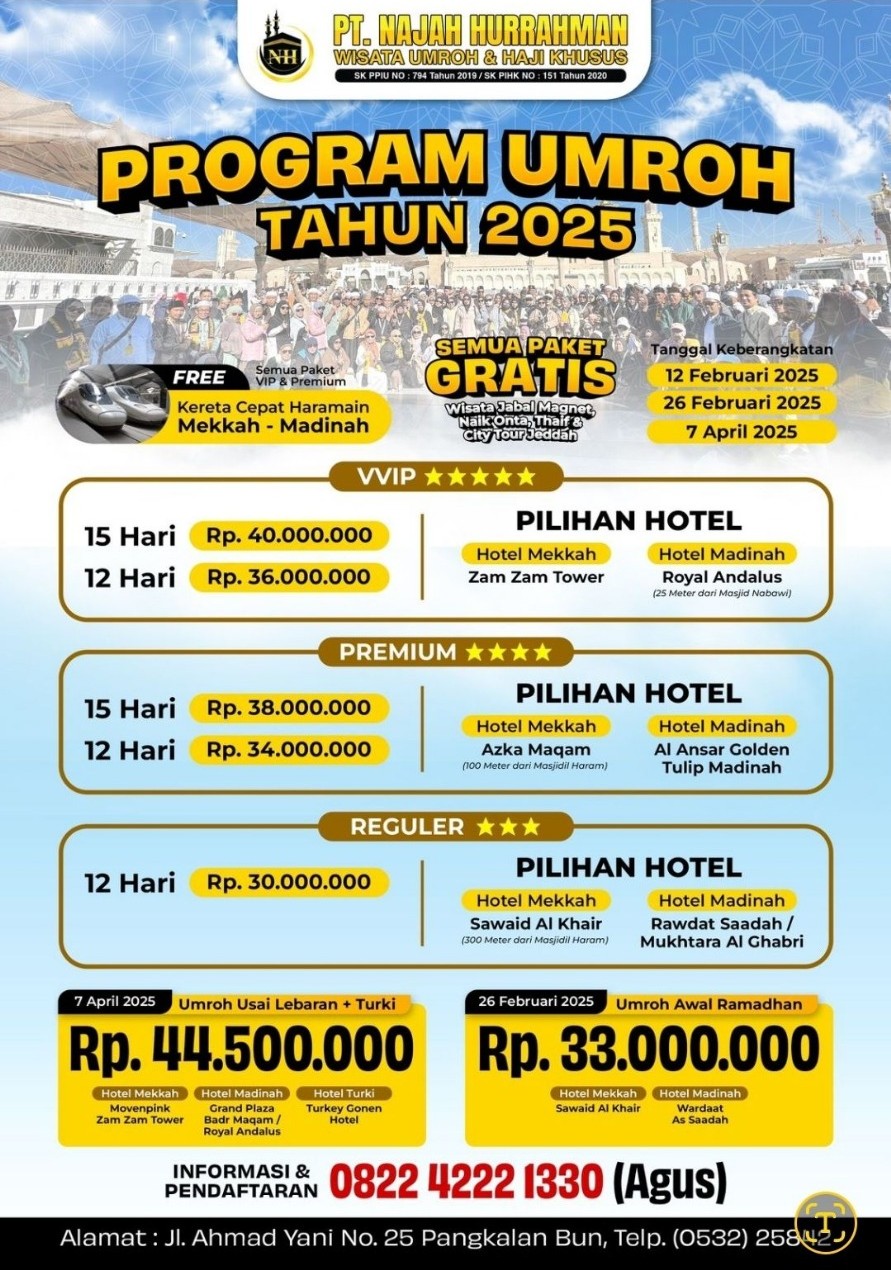 NH
PT. NAJAH HURRAHMAN
WISATA UMROH & HAJI KHUSUS
SK PPIU NO : 794 Tahun 2019 / SK PIHK NO : 151 Tahun 2020
PROGRAM UMROH
TAHUN 2025
FREE
Semua Paket
VIP & Premium
Kereta Cepat Haramain
Mekkah - Madinah
SEMUA PAKET
GRATIS
Wisata Jabal Magnet,
Naik Onta, Thaif &
City Tour Jeddah
Tanggal Keberangkatan
12 Februari 2025
26 Februari 2025
7 April 2025
VVIP
15 Hari Rp. 40.000.000
12 Hari Rp. 36.000.000
PILIHAN HOTEL
Hotel Mekkah
Zam Zam Tower
Hotel Madinah
Royal Andalus
(25 Meter dari Masjid Nabawi)
PREMIUM
15 Hari Rp. 38.000.000
12 Hari Rp. 34.000.000
PILIHAN HOTEL
Hotel Mekkah
Azka Maqam
(100 Meter dari Masjidil Haram)
Hotel Madinah
Al Ansar Golden
Tulip Madinah
REGULER
12 Hari Rp. 30.000.000
PILIHAN HOTEL
Hotel Mekkah
Sawaid Al Khair
(300 Meter dari Masjidil Haram)
Hotel Madinah
Rawdat Saadah /
Mukhtara Al Ghabri
7 April 2025 Umroh Usai Lebaran + Turki
Rp. 44.500.000
Hotel Mekkah
Movenpink
Zam Zam Tower
Hotel Madinah
Grand Plaza
Badr Maqam /
Royal Andalus
Hotel Turki
Turkey Gonen
Hotel
26 Februari 2025 Umroh Awal Ramadhan
Rp. 33.000.000
Hotel Mekkah
Sawaid Al Khair
Hotel Madinah
Wardaat
As Saadah
INFORMASI &
PENDAFTARAN
0822 4222 1330 (Agus)
Alamat : Jl. Ahmad Yani No. 25 Pangkalan Bun, Telp. (0532) 25842
T